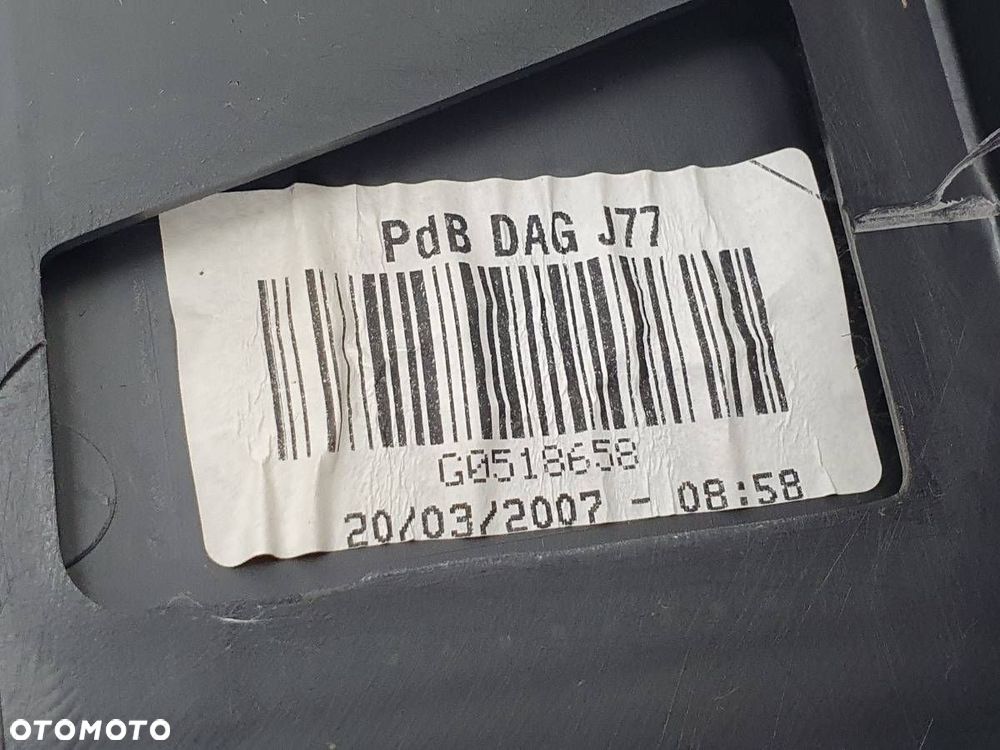 PdB DAG J77
G0518658
20/03/2007 - 08:58
OTOMOTO